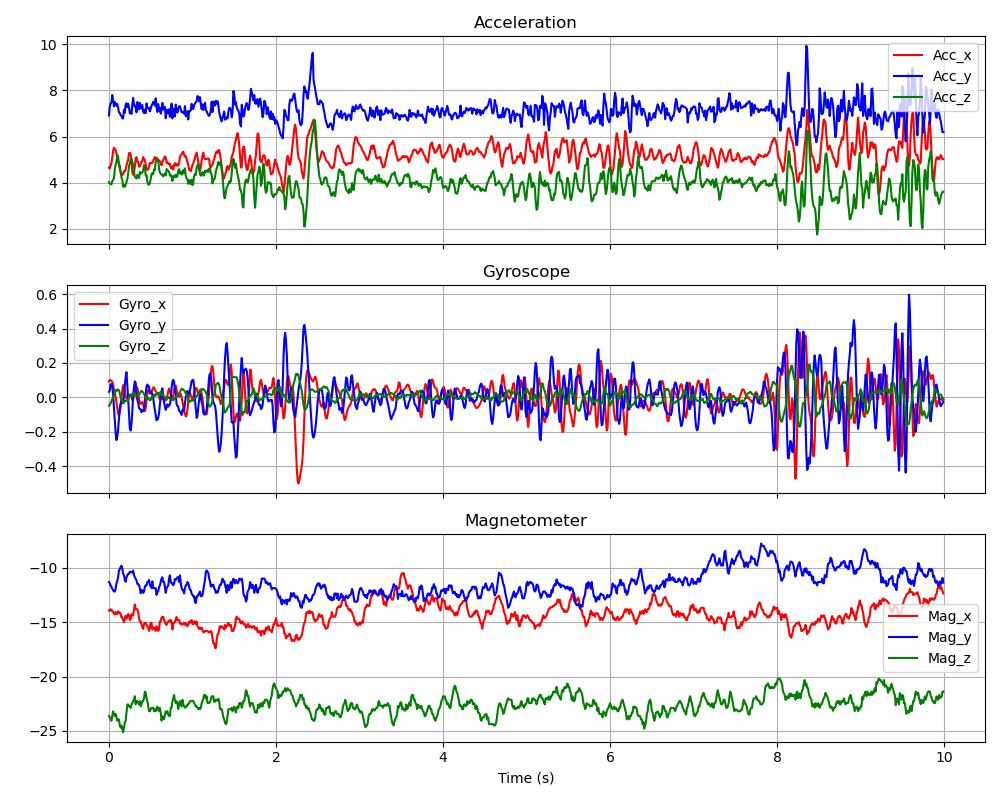 Acceleration
10
8
6
4
2
Acc_x
Acc_y
Acc_z
Gyroscope
0.6
0.4
0.2
0.0
−0.2
−0.4
Gyro_x
Gyro_y
Gyro_z
Magnetometer
−10
−15
−20
−25
Mag_x
Mag_y
Mag_z
0 2 4 6 8 10
Time (s)